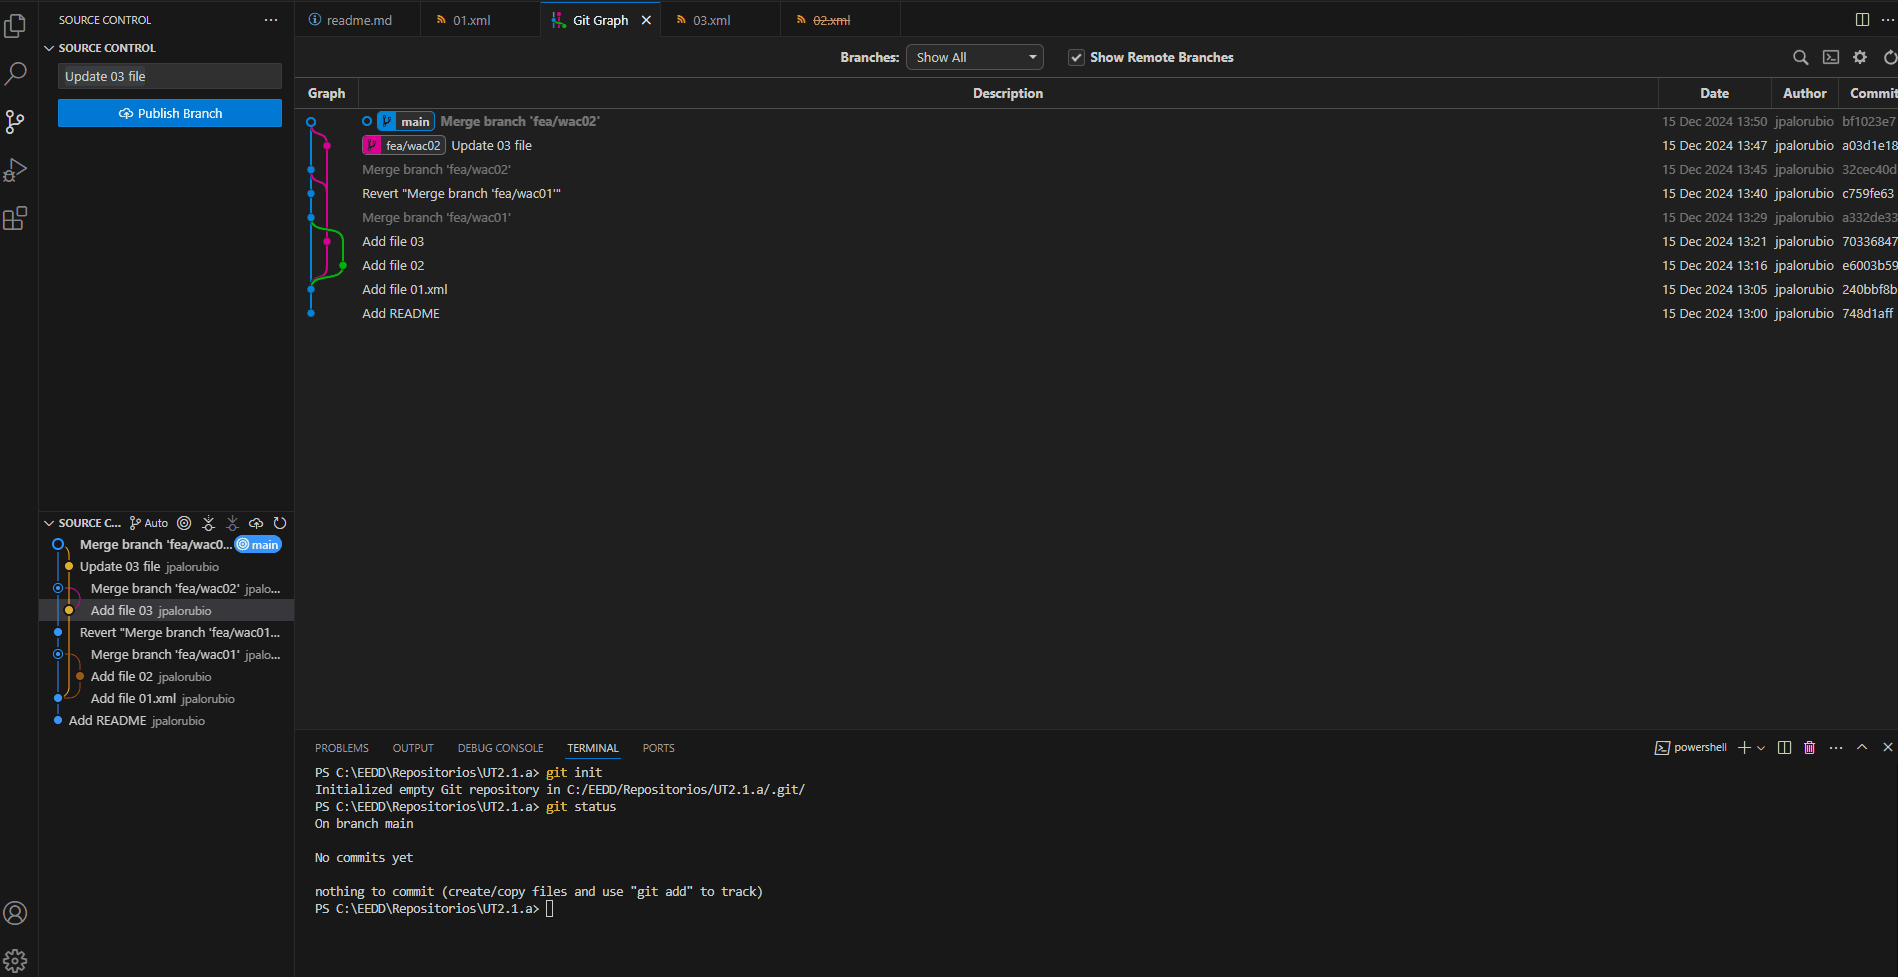 SOURCE CONTROL
SOURCE CONTROL
Update 03 file
Publish Branch
readme.md
01.xml
Git Graph
03.xml
02.xml
Branches: Show All Show Remote Branches
Graph Description Date Author Commit
main Merge branch 'fea/wac02' 15 Dec 2024 13:50 jpalorubio bf1023e7
fea/wac02 Update 03 file 15 Dec 2024 13:47 jpalorubio a03d1e18
Merge branch 'fea/wac02' 15 Dec 2024 13:45 jpalorubio 32cec40d
Revert "Merge branch 'fea/wac01'" 15 Dec 2024 13:40 jpalorubio c759fe63
Merge branch 'fea/wac01' 15 Dec 2024 13:29 jpalorubio a332de33
Add file 03 15 Dec 2024 13:21 jpalorubio 70336847
Add file 02 15 Dec 2024 13:16 jpalorubio e6003b59
Add file 01.xml 15 Dec 2024 13:05 jpalorubio 240bbf8b
Add README 15 Dec 2024 13:00 jpalorubio 748d1aff
SOURCE C... Auto
Merge branch 'fea/wac0... main
Update 03 file jpalorubio
Merge branch 'fea/wac02' jpalo...
Add file 03 jpalorubio
Revert "Merge branch 'fea/wac01...
Merge branch 'fea/wac01' jpalo...
Add file 02 jpalorubio
Add file 01.xml jpalorubio
Add README jpalorubio
PROBLEMS OUTPUT DEBUG CONSOLE TERMINAL PORTS
powershell
PS C:\EEDD\Repositorios\UT2.1.a> git init
Initialized empty Git repository in C:/EEDD/Repositorios/UT2.1.a/.git/
PS C:\EEDD\Repositorios\UT2.1.a> git status
On branch main
No commits yet
nothing to commit (create/copy files and use "git add" to track)
PS C:\EEDD\Repositorios\UT2.1.a>